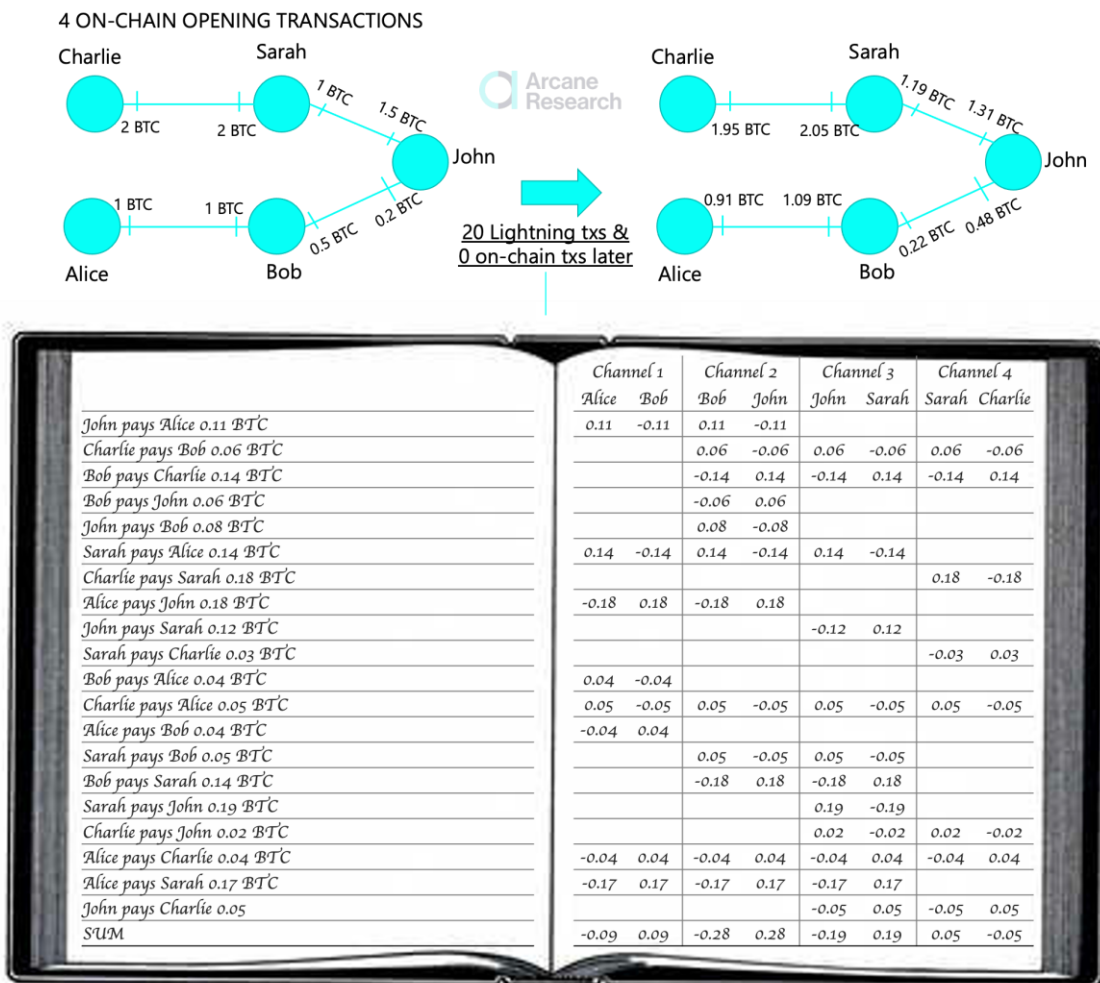 4 ON-CHAIN OPENING TRANSACTIONS
Charlie
Sarah
2 BTC
2 BTC
1 BTC
1.5 BTC
John
1 BTC
1 BTC
0.5 BTC
0.2 BTC
Alice
Bob
Arcane
Research
20 Lightning txs &
0 on-chain txs later
Charlie
Sarah
1.95 BTC
2.05 BTC
1.19 BTC
1.31 BTC
John
0.91 BTC
1.09 BTC
0.22 BTC
0.48 BTC
Alice
Bob
Channel 1 Channel 2 Channel 3 Channel 4
Alice Bob Bob John John Sarah Sarah Charlie
John pays Alice 0.11 BTC 0.11 -0.11 0.11 -0.11
Charlie pays Bob 0.06 BTC 0.06 -0.06 0.06 -0.06 0.06 -0.06
Bob pays Charlie 0.14 BTC -0.14 0.14 -0.14 0.14 -0.14 0.14
Bob pays John 0.06 BTC -0.06 0.06
John pays Bob 0.08 BTC 0.08 -0.08
Sarah pays Alice 0.14 BTC 0.14 -0.14 0.14 -0.14 0.14 -0.14
Charlie pays Sarah 0.18 BTC 0.18 -0.18
Alice pays John 0.18 BTC -0.18 0.18 -0.18 0.18
John pays Sarah 0.12 BTC -0.12 0.12
Sarah pays Charlie 0.03 BTC -0.03 0.03
Bob pays Alice 0.04 BTC 0.04 -0.04
Charlie pays Alice 0.05 BTC 0.05 -0.05 0.05 -0.05 0.05 -0.05 0.05 -0.05
Alice pays Bob 0.04 BTC -0.04 0.04
Sarah pays Bob 0.05 BTC 0.05 -0.05 0.05 -0.05
Bob pays Sarah 0.14 BTC -0.18 0.18 -0.18 0.18
Sarah pays John 0.19 BTC 0.19 -0.19
Charlie pays John 0.02 BTC 0.02 -0.02 0.02 -0.02
Alice pays Charlie 0.04 BTC -0.04 0.04 -0.04 0.04 -0.04 0.04 -0.04 0.04
Alice pays Sarah 0.17 BTC -0.17 0.17 -0.17 0.17 -0.17 0.17
John pays Charlie 0.05 -0.05 0.05 -0.05 0.05
SUM -0.09 0.09 -0.28 0.28 -0.19 0.19 0.05 -0.05